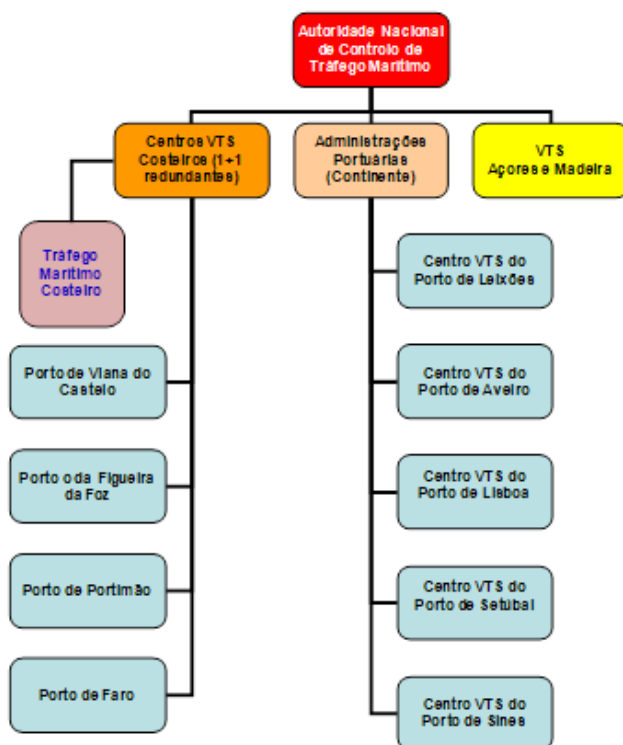 Autoridade Nacional
de Controlo de
Tráfego Marítimo
Centros VTS
Costeiros (1+1
redundantes)
Administrações
Portuárias
(Continente)
VTS
Açores e Madeira
Tráfego
Marítimo
Costeiro
Porto de Viana do
Castelo
Porto o da Figueira
da Foz
Porto de Portimão
Porto de Faro
Centro VTS do
Porto de Leixões
Centro VTS do
Porto de Aveiro
Centro VTS do
Porto de Lisboa
Centro VTS do
Porto de Setúbal
Centro VTS do
Porto de Sines